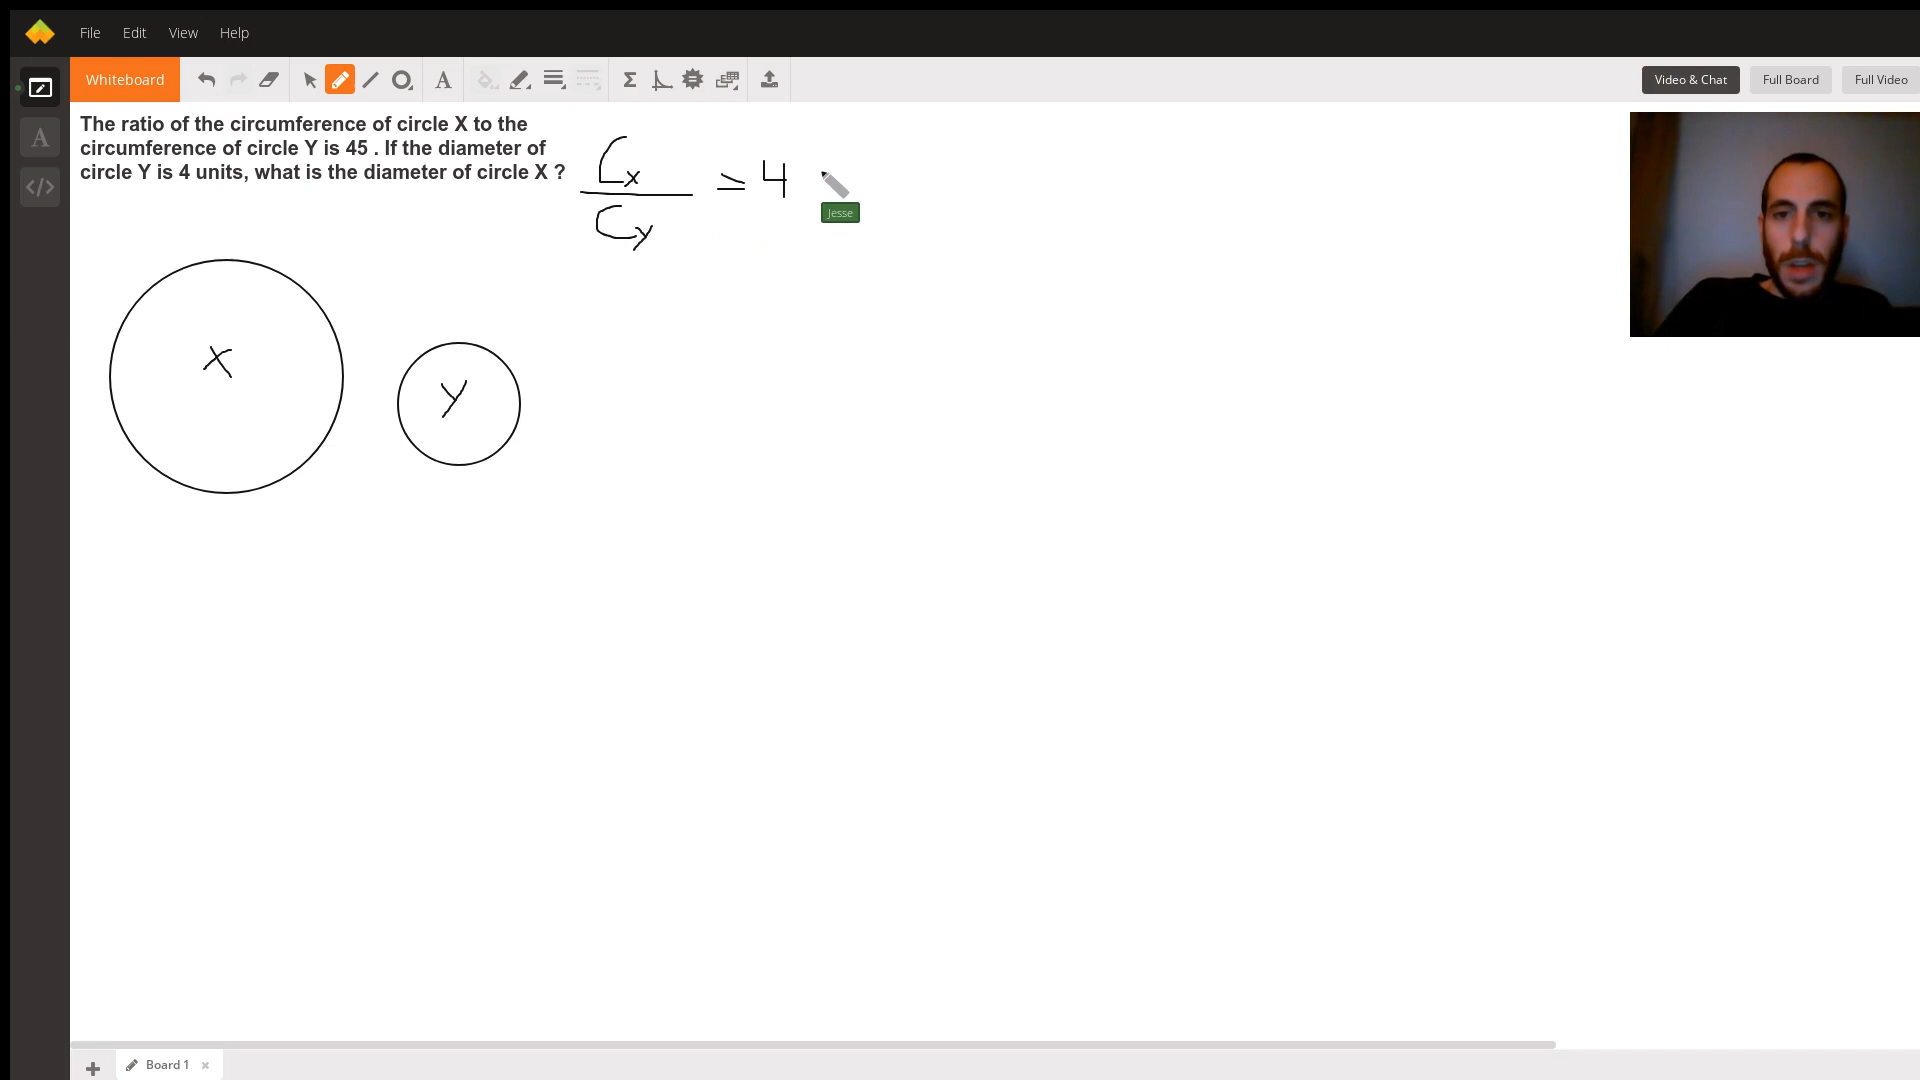 File Edit View Help
Whiteboard
Video & Chat Full Board Full Video
The ratio of the circumference of circle X to the
circumference of circle Y is 45 . If the diameter of
circle Y is 4 units, what is the diameter of circle X ?
Cx
= 4
Cy
Jesse
X
Y
Board 1